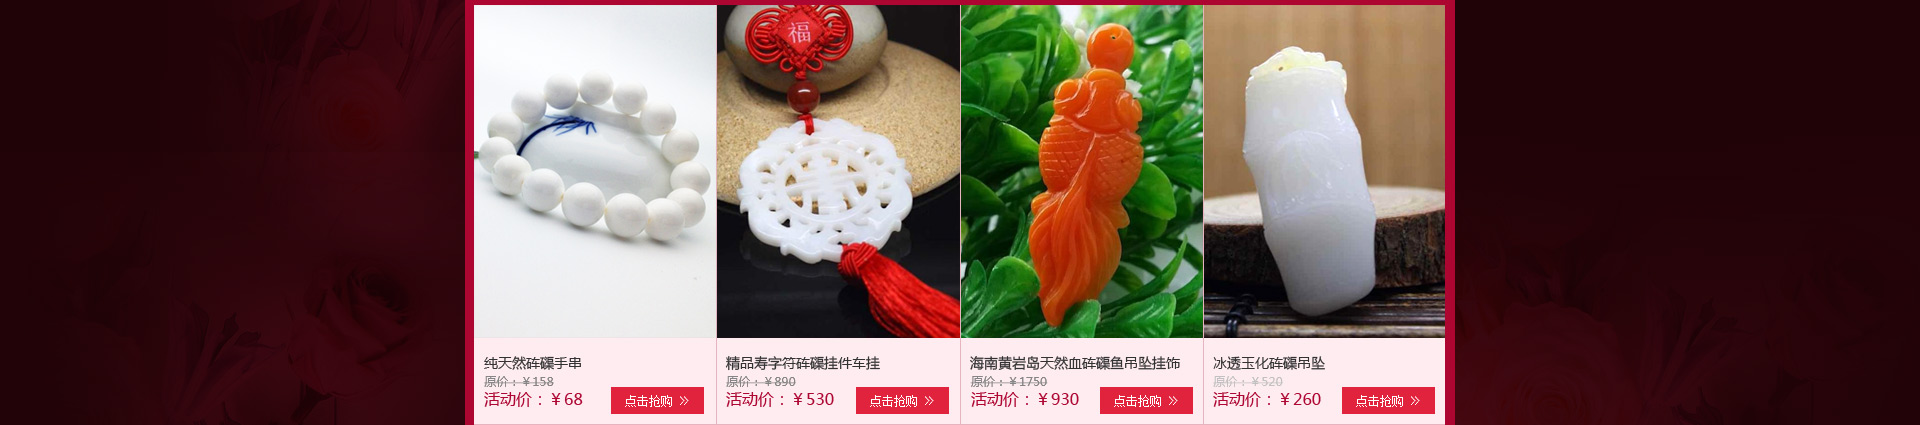 福
纯天然砗磲手串
原价：￥158
活动价：￥68
点击抢购 »
精品寿字符砗磲挂件车挂
原价：￥890
活动价：￥530
点击抢购 »
海南黄岩岛天然血砗磲鱼吊坠挂饰
原价：￥1750
活动价：￥930
点击抢购 »
冰透玉化砗磲吊坠
原价：￥520
活动价：￥260
点击抢购 »